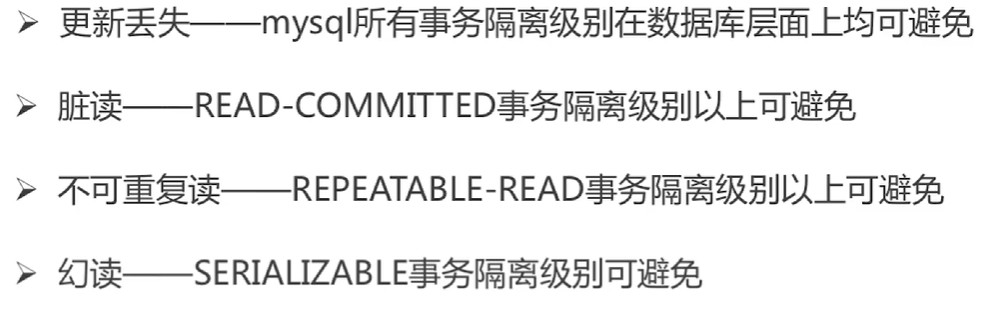 ➢ 更新丢失——mysql所有事务隔离级别在数据库层面上均可避免
➢ 脏读——READ-COMMITTED事务隔离级别以上可避免
➢ 不可重复读——REPEATABLE-READ事务隔离级别以上可避免
➢ 幻读——SERIALIZABLE事务隔离级别可避免